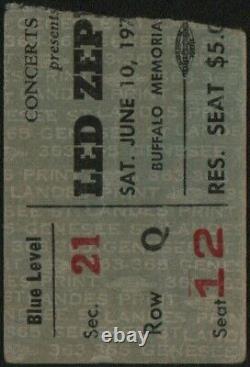 CONCERTS
presents
LED ZEP
SAT. JUNE 10, 197
BUFFALO MEMORIA
RES. SEAT $5.
Blue Level
21
Sec.
Q
Row
12
Seat
© worthpoint